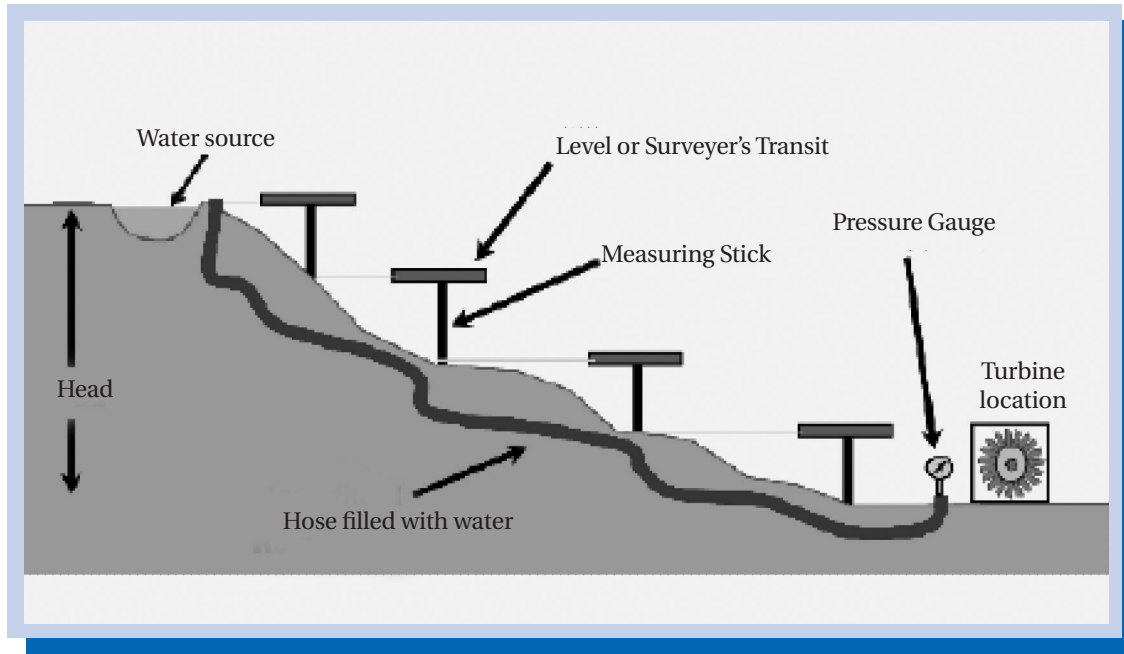 Water source
Level or Surveyer's Transit
Pressure Gauge
Measuring Stick
Turbine
location
Head
Hose filled with water